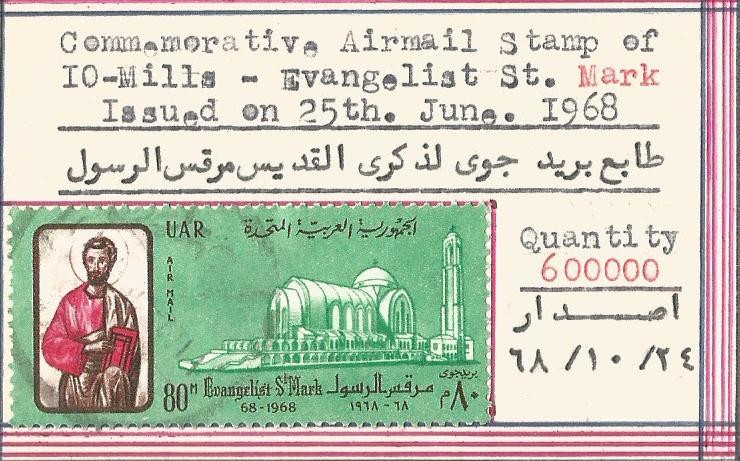 Commemorative Airmail Stamp of
IO-Mills - Evangelist St. Mark
Issued on 25th. June. I968
طابع بريد جوى لذكرى القديس مرقس الرسول
UAR الجمهورية العربية المتحدة
AIR MAIL
80M Evangelist St Mark مرقس الرسول بريد جوى ٨٠ م
68-1968 ٦٨-١٩٦٨
Quantity
600000
اصدار
٦٨/١٠/٢٤